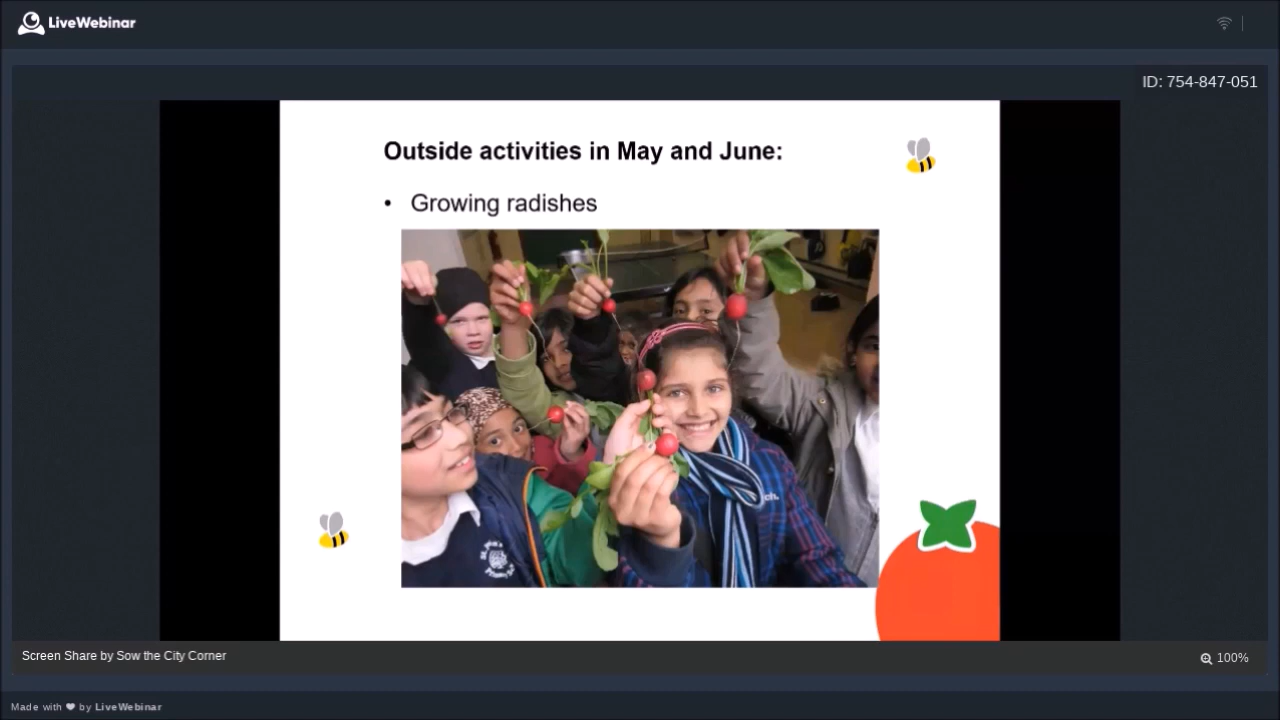 LiveWebinar
ID: 754-847-051
Outside activities in May and June:
• Growing radishes
ch.
Screen Share by Sow the City Corner
100%
Made with ❤ by LiveWebinar